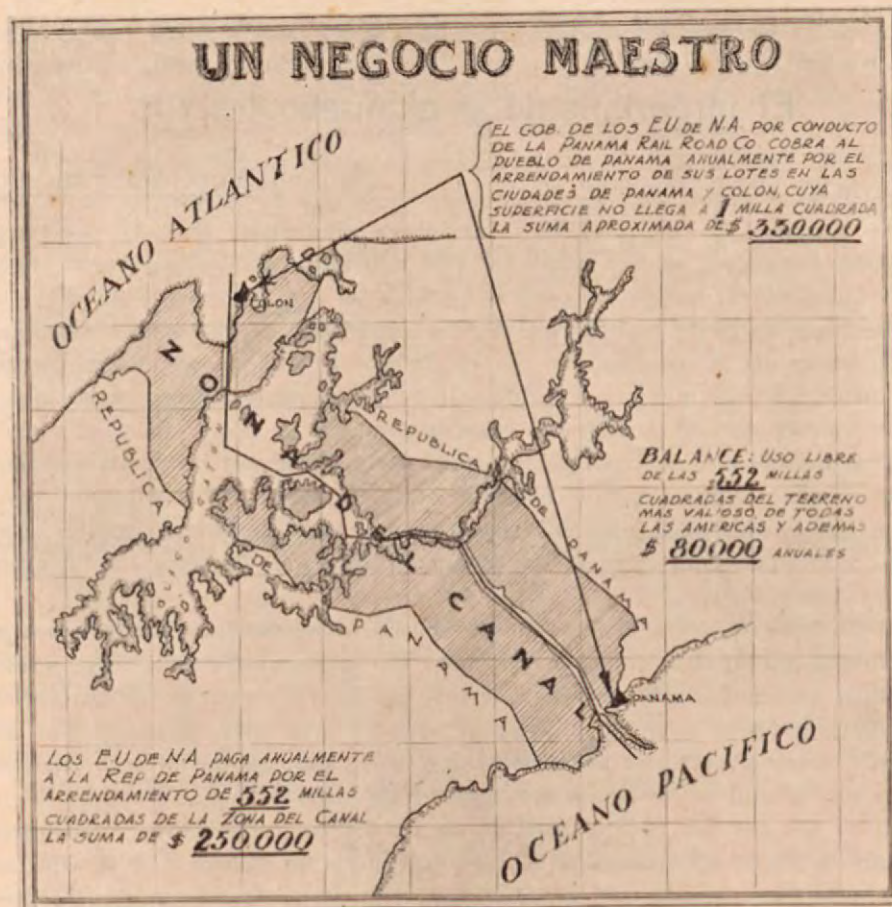 UN NEGOCIO MAESTRO
OCEANO ATLANTICO
EL GOB. DE LOS EU DE N.A. POR CONDUCTO
DE LA PANAMA RAIL ROAD CO. COBRA AL
PUEBLO DE PANAMA ANUALMENTE POR EL
ARRENDAMIENTO DE SUS LOTES EN LAS
CIUDADES DE PANAMA Y COLON, CUYA
SUPERFICIE NO LLEGA A 1 MILLA CUADRADA
LA SUMA APROXIMADA DE $ 330.000
COLON
ZONA DEL CANAL
REPUBLICA DE PANAMA
REPUBLICA DE PANAMA
LAGO GATUN
BALANCE: USO LIBRE
DE LAS 552 MILLAS
CUADRADAS DEL TERRENO
MAS VALIOSO DE TODAS
LAS AMERICAS Y ADEMAS
$ 80000 ANUALES
PANAMA
LOS EU DE NA PAGA ANUALMENTE
A LA REP DE PANAMA POR EL
ARRENDAMIENTO DE 552 MILLAS
CUADRADAS DE LA ZONA DEL CANAL
LA SUMA DE $ 250.000
OCEANO PACIFICO